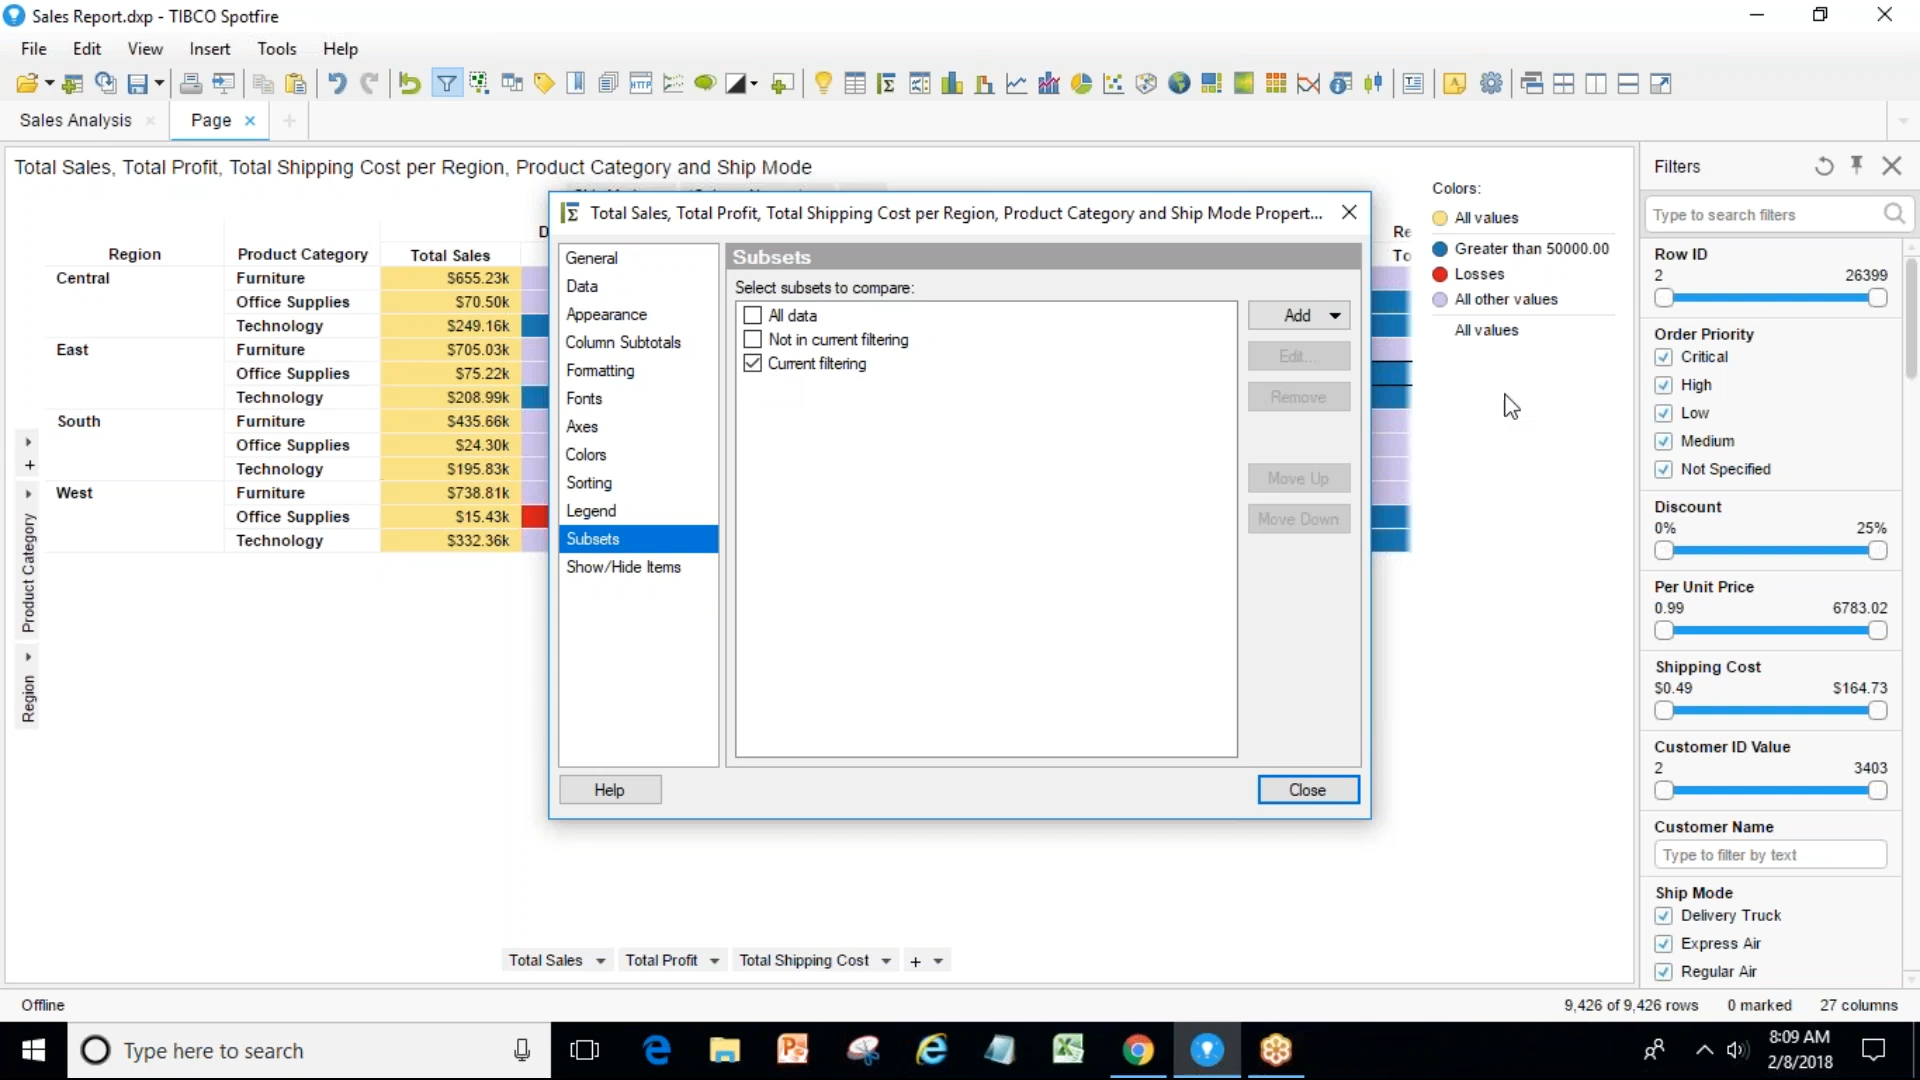 Sales Report.dxp - TIBCO Spotfire
File Edit View Insert Tools Help
Sales Analysis Page
Total Sales, Total Profit, Total Shipping Cost per Region, Product Category and Ship Mode
Region Product Category Total Sales
Central Furniture $655.23k
Office Supplies $70.50k
Technology $249.16k
East Furniture $705.03k
Office Supplies $75.22k
Technology $208.99k
South Furniture $435.66k
Office Supplies $24.30k
Technology $195.83k
West Furniture $738.81k
Office Supplies $15.43k
Technology $332.36k
Product Category
Region
Total Sales, Total Profit, Total Shipping Cost per Region, Product Category and Ship Mode Propert...
General
Data
Appearance
Column Subtotals
Formatting
Fonts
Axes
Colors
Sorting
Legend
Subsets
Show/Hide Items
Subsets
Select subsets to compare:
All data
Not in current filtering
Current filtering
Add
Edit...
Remove
Move Up
Move Down
Help
Close
Colors:
All values
Greater than 50000.00
Losses
All other values
All values
Total Sales Total Profit Total Shipping Cost +
Filters
Type to search filters
Row ID
2 26399
Order Priority
Critical
High
Low
Medium
Not Specified
Discount
0% 25%
Per Unit Price
0.99 6783.02
Shipping Cost
$0.49 $164.73
Customer ID Value
2 3403
Customer Name
Type to filter by text
Ship Mode
Delivery Truck
Express Air
Regular Air
Offline
9,426 of 9,426 rows 0 marked 27 columns
Type here to search
8:09 AM
2/8/2018